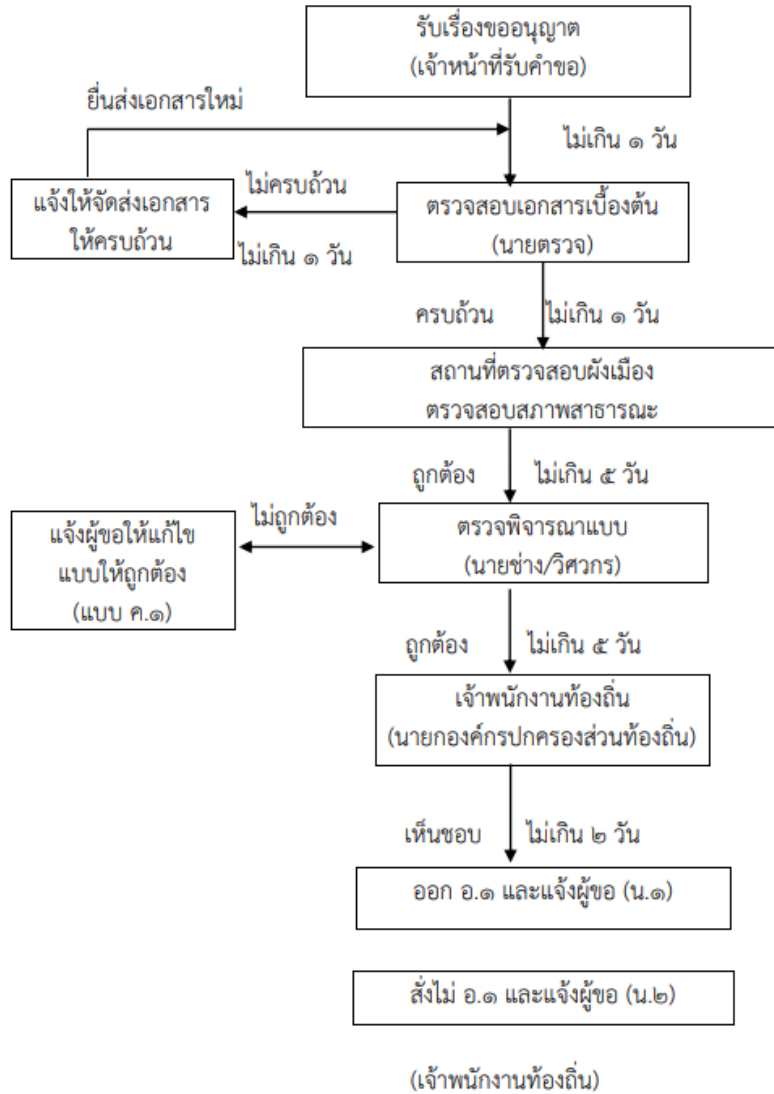 รับเรื่องขออนุญาต
(เจ้าหน้าที่รับคำขอ)
ยื่นส่งเอกสารใหม่
ไม่เกิน ๑ วัน
ไม่ครบถ้วน
แจ้งให้จัดส่งเอกสาร
ให้ครบถ้วน
ตรวจสอบเอกสารเบื้องต้น
(นายตรวจ)
ไม่เกิน ๑ วัน
ครบถ้วน ไม่เกิน ๑ วัน
สถานที่ตรวจสอบผังเมือง
ตรวจสอบสภาพสาธารณะ
ถูกต้อง ไม่เกิน ๕ วัน
ไม่ถูกต้อง
แจ้งผู้ขอให้แก้ไข
แบบให้ถูกต้อง
(แบบ ค.๑)
ตรวจพิจารณาแบบ
(นายช่าง/วิศวกร)
ถูกต้อง ไม่เกิน ๕ วัน
เจ้าพนักงานท้องถิ่น
(นายกองค์กรปกครองส่วนท้องถิ่น)
เห็นชอบ ไม่เกิน ๒ วัน
ออก อ.๑ และแจ้งผู้ขอ (น.๑)
สั่งไม่ อ.๑ และแจ้งผู้ขอ (น.๒)
(เจ้าพนักงานท้องถิ่น)